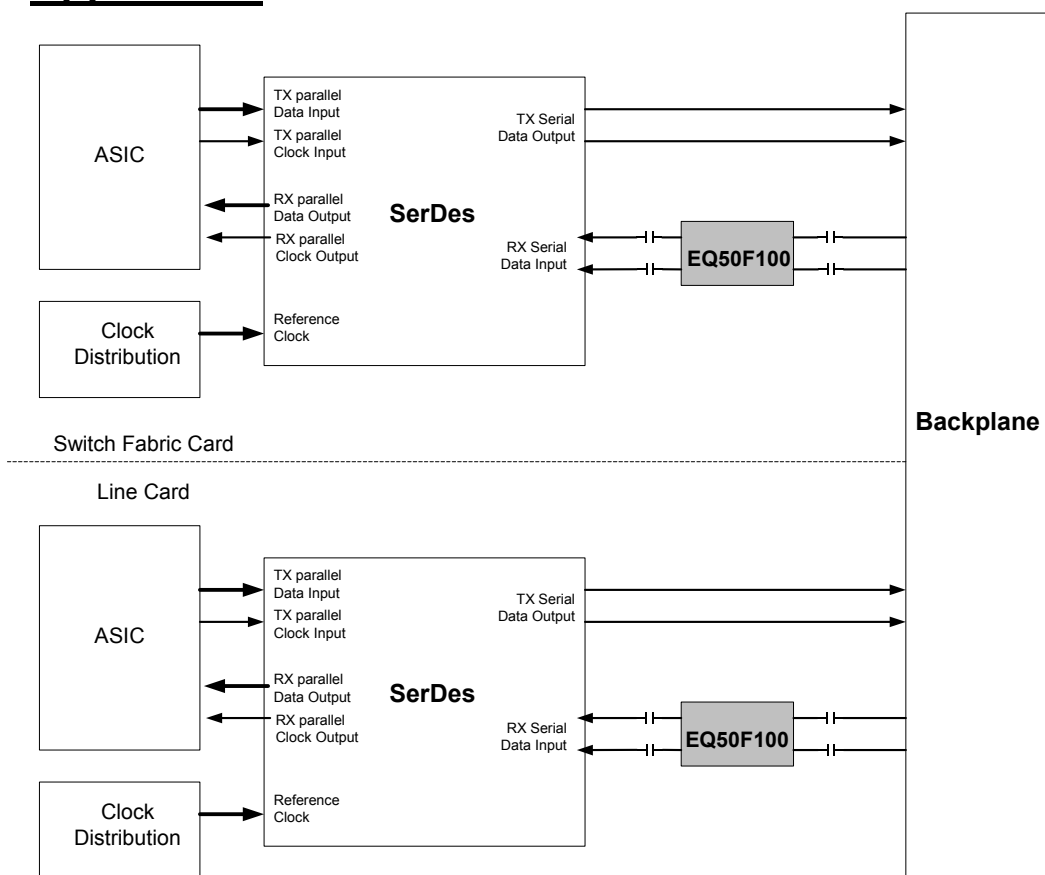 TX parallel
Data Input
TX parallel
Clock Input
TX Serial
Data Output
ASIC
RX parallel
Data Output
RX parallel
Clock Output
SerDes
RX Serial
Data Input
EQ50F100
Clock
Distribution
Reference
Clock
Backplane
Switch Fabric Card
Line Card
TX parallel
Data Input
TX parallel
Clock Input
TX Serial
Data Output
ASIC
RX parallel
Data Output
RX parallel
Clock Output
SerDes
RX Serial
Data Input
EQ50F100
Clock
Distribution
Reference
Clock